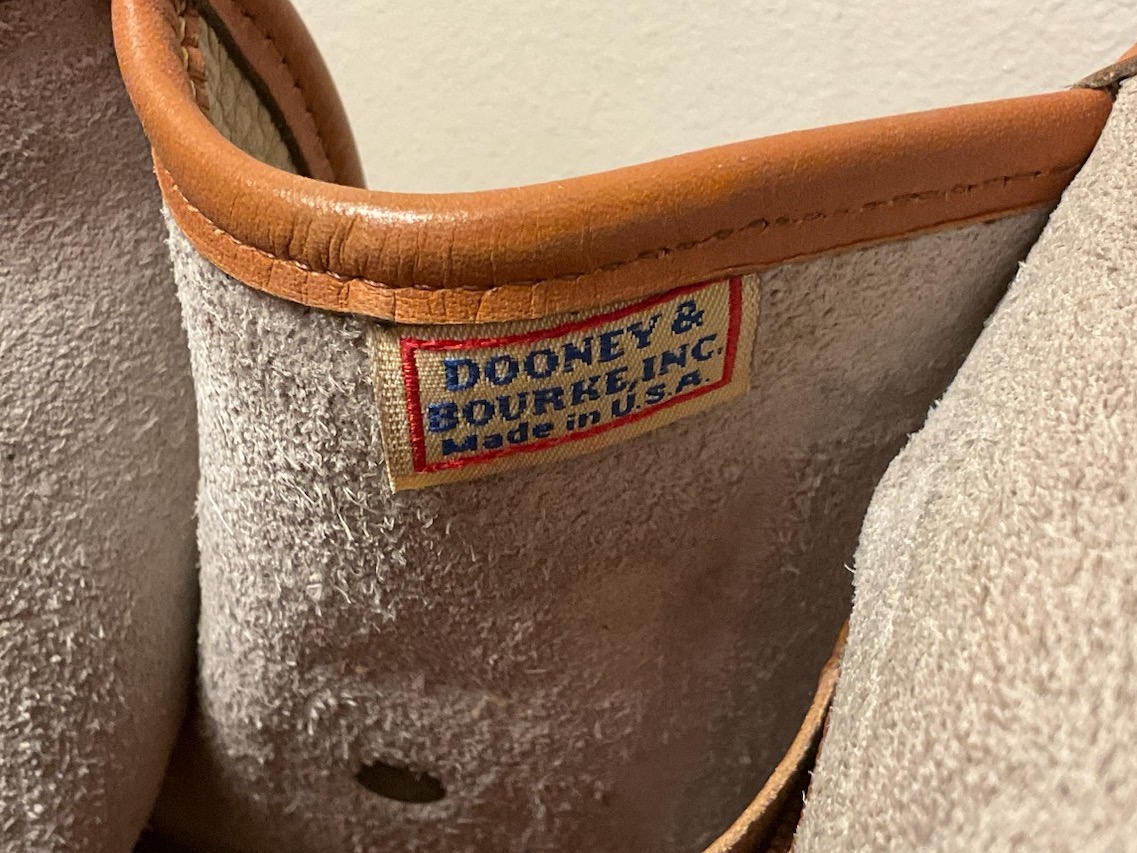 DOONEY &
BOURKE, INC.
Made in U.S.A.